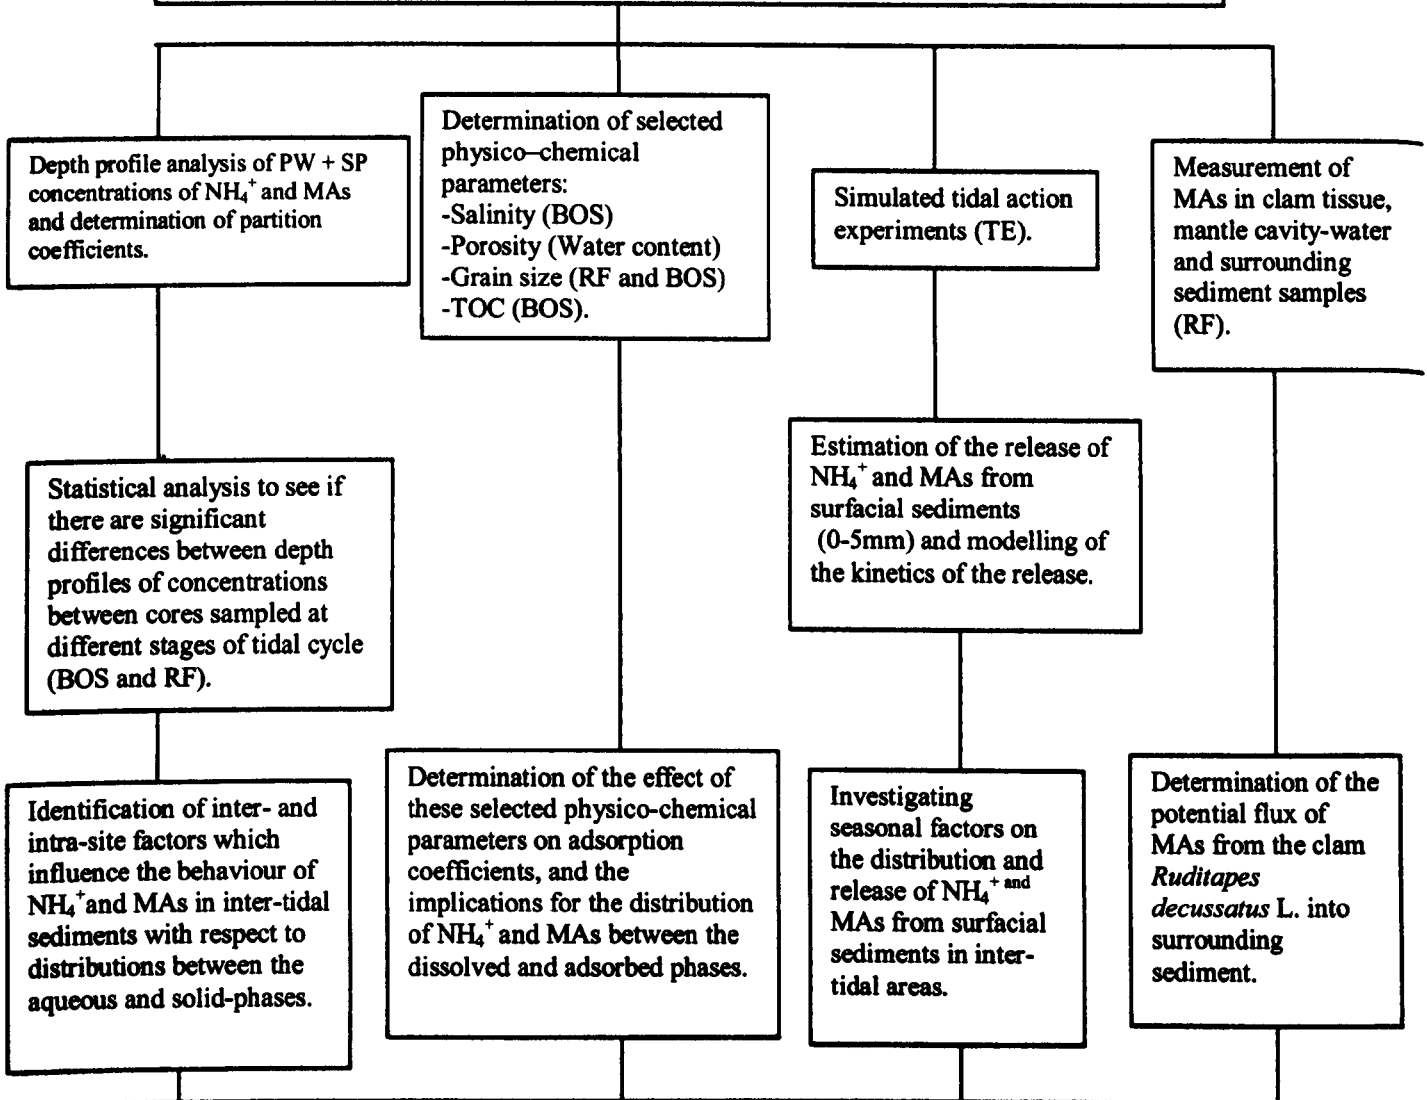 Depth profile analysis of PW + SP
concentrations of NH₄⁺ and MAs
and determination of partition
coefficients.
Determination of selected
physico–chemical
parameters:
-Salinity (BOS)
-Porosity (Water content)
-Grain size (RF and BOS)
-TOC (BOS).
Simulated tidal action
experiments (TE).
Measurement of
MAs in clam tissue,
mantle cavity-water
and surrounding
sediment samples
(RF).
Statistical analysis to see if
there are significant
differences between depth
profiles of concentrations
between cores sampled at
different stages of tidal cycle
(BOS and RF).
Estimation of the release of
NH₄⁺ and MAs from
surfacial sediments
(0-5mm) and modelling of
the kinetics of the release.
Identification of inter- and
intra-site factors which
influence the behaviour of
NH₄⁺and MAs in inter-tidal
sediments with respect to
distributions between the
aqueous and solid-phases.
Determination of the effect of
these selected physico-chemical
parameters on adsorption
coefficients, and the
implications for the distribution
of NH₄⁺ and MAs between the
dissolved and adsorbed phases.
Investigating
seasonal factors on
the distribution and
release of NH₄⁺ and
MAs from surfacial
sediments in inter-
tidal areas.
Determination of the
potential flux of
MAs from the clam
Ruditapes
decussatus L. into
surrounding
sediment.